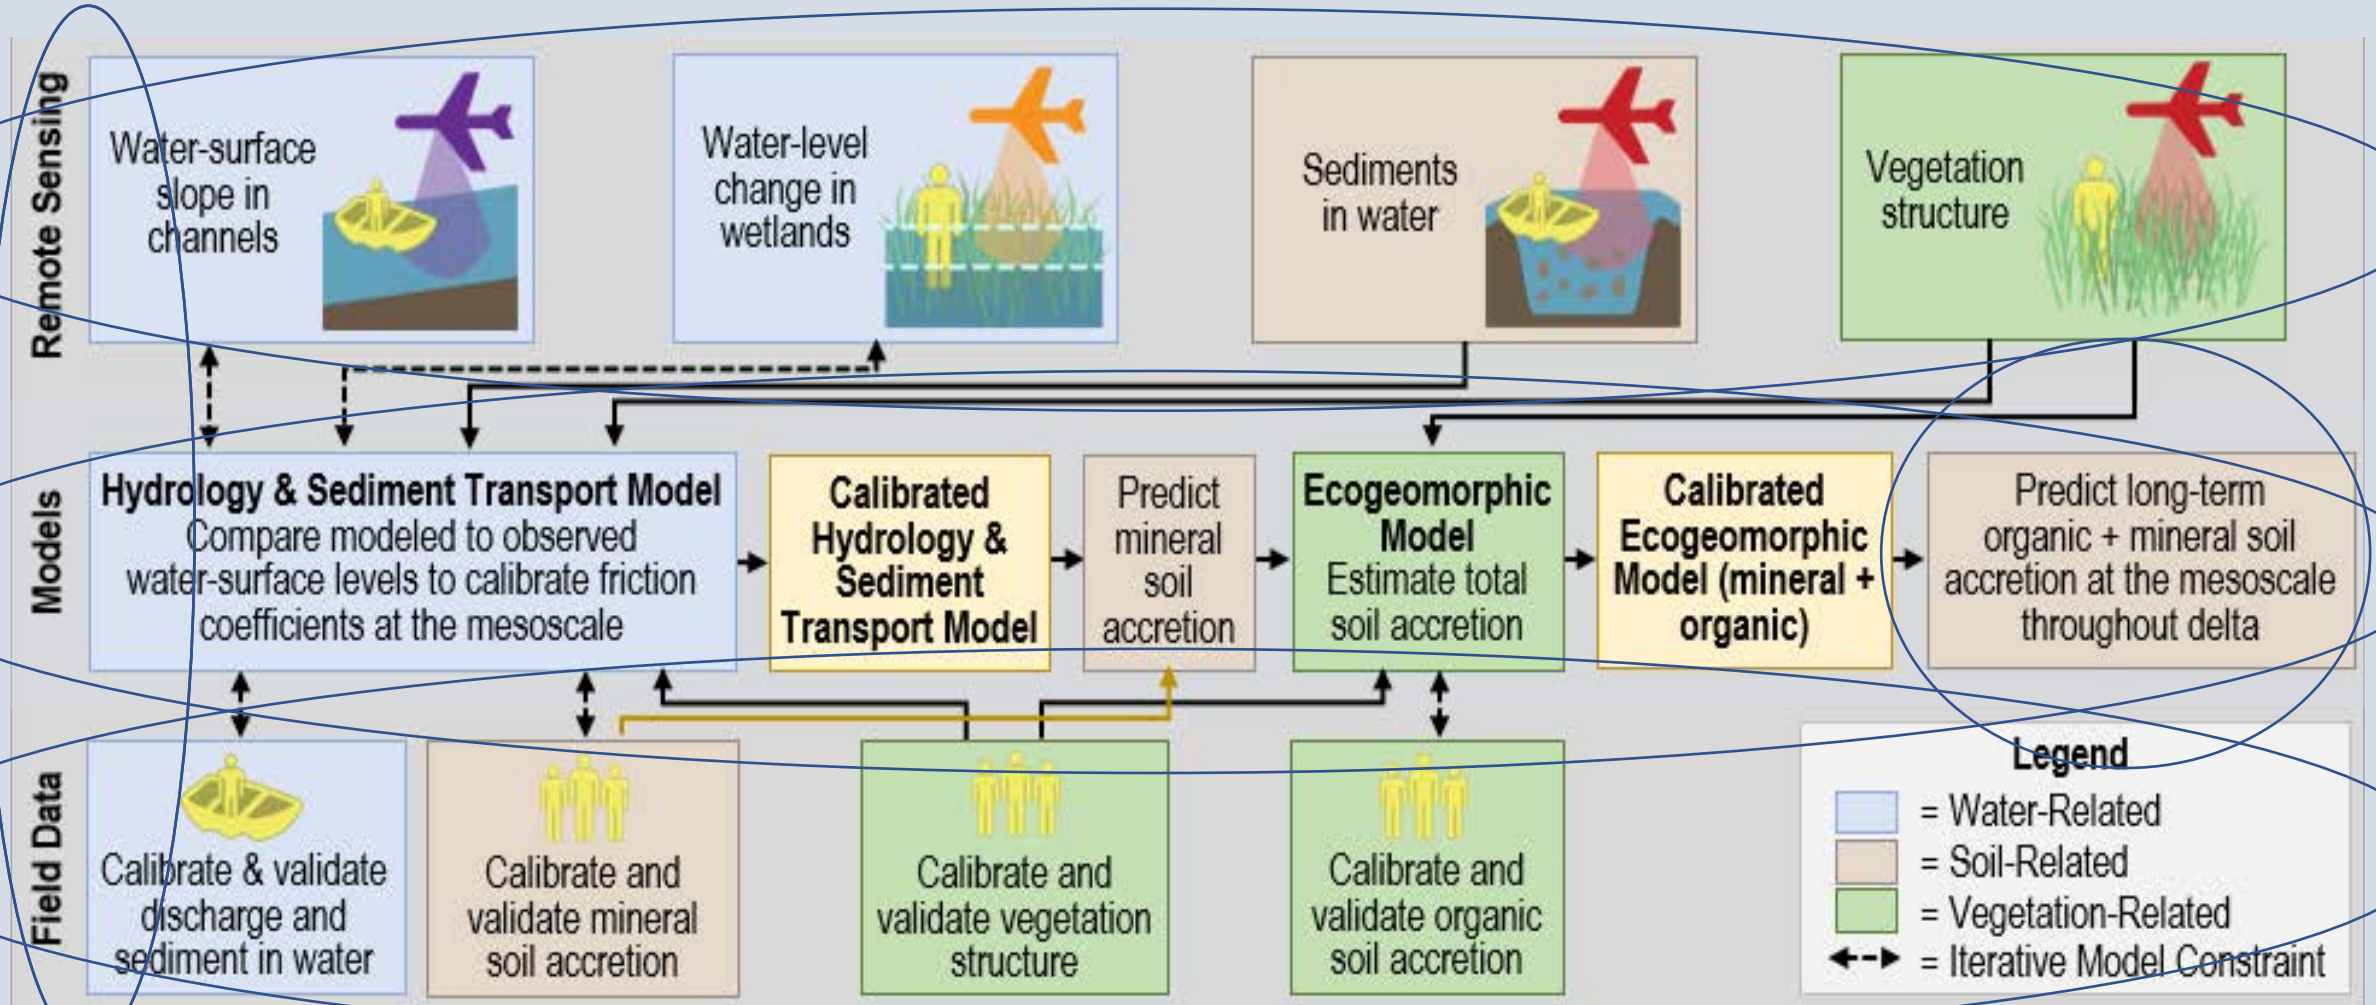 Remote Sensing
Water-surface
slope in
channels
Water-level
change in
wetlands
Sediments
in water
Vegetation
structure
Models
Hydrology & Sediment Transport Model
Compare modeled to observed
water-surface levels to calibrate friction
coefficients at the mesoscale
Calibrated
Hydrology &
Sediment
Transport Model
Predict
mineral
soil
accretion
Ecogeomorphic
Model
Estimate total
soil accretion
Calibrated
Ecogeomorphic
Model (mineral +
organic)
Predict long-term
organic + mineral soil
accretion at the mesoscale
throughout delta
Field Data
Calibrate & validate
discharge and
sediment in water
Calibrate and
validate mineral
soil accretion
Calibrate and
validate vegetation
structure
Calibrate and
validate organic
soil accretion
Legend
= Water-Related
= Soil-Related
= Vegetation-Related
= Iterative Model Constraint